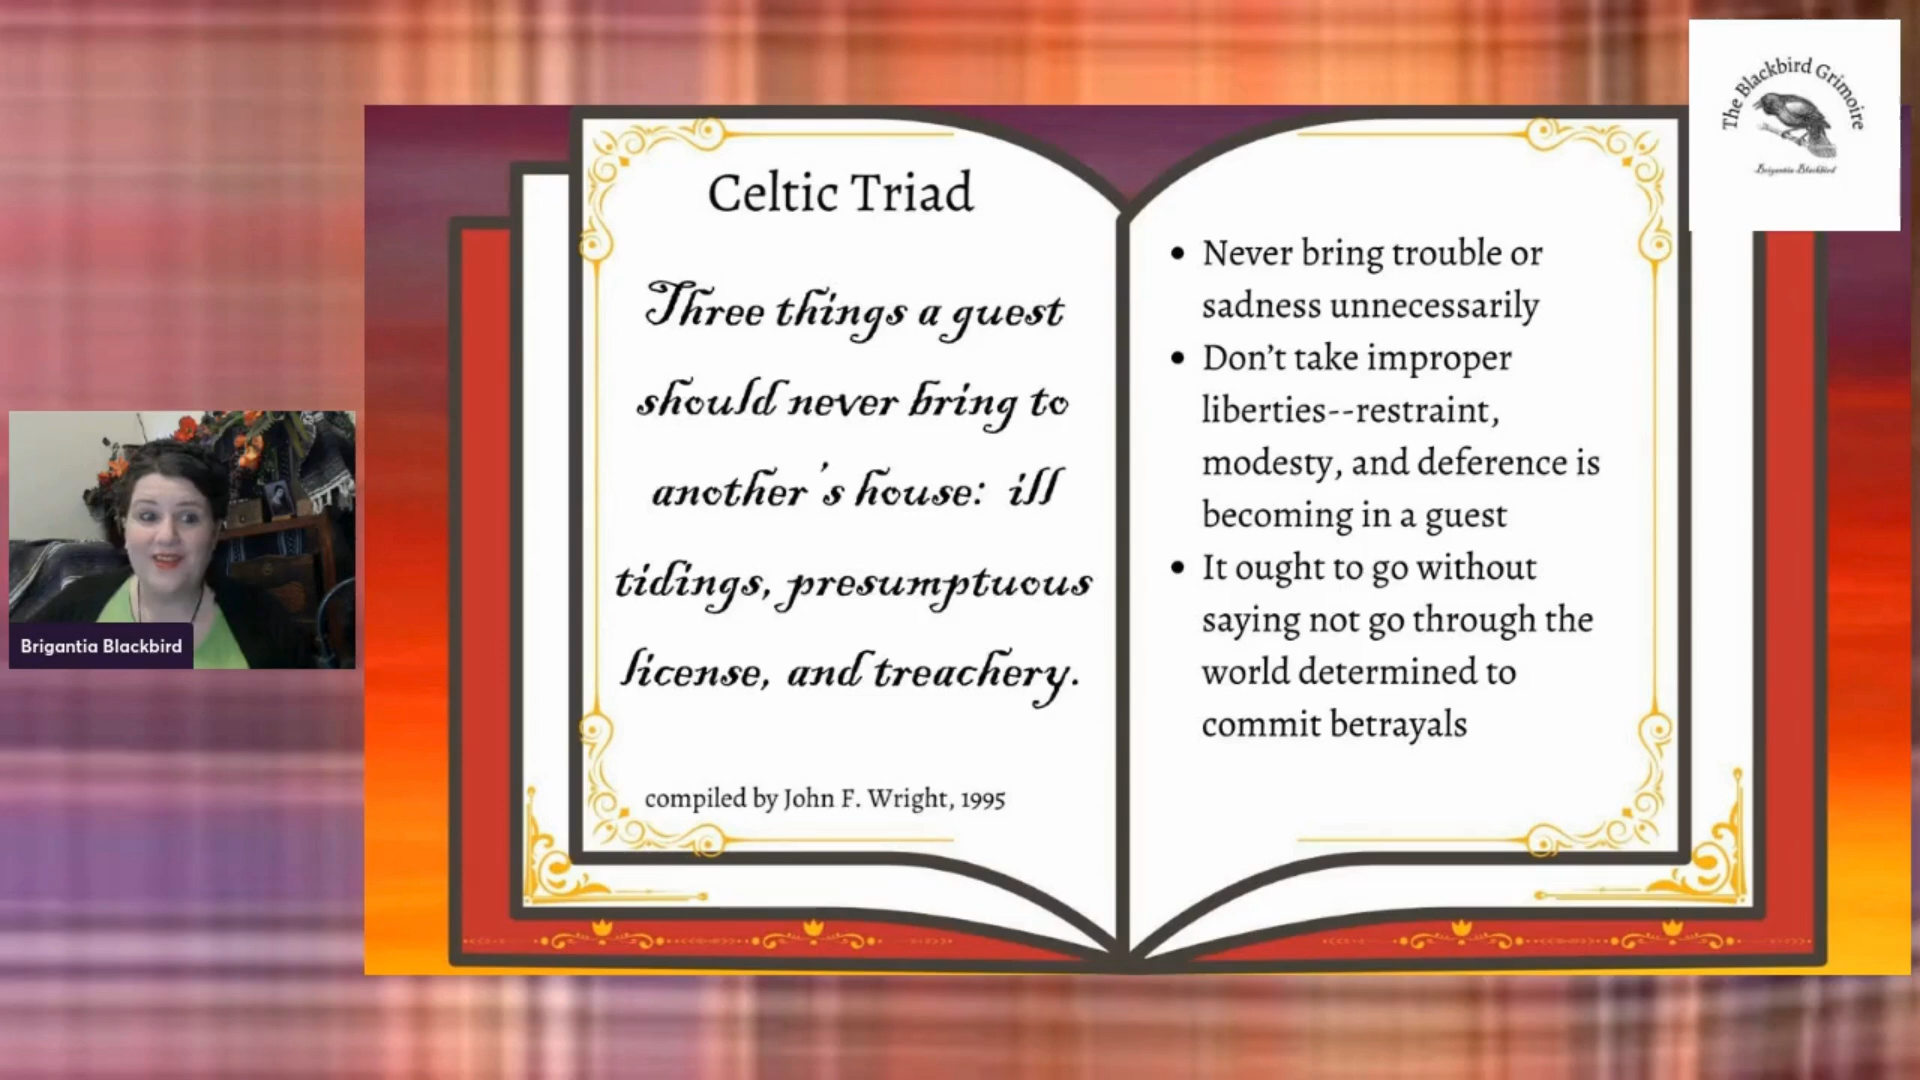 The Blackbird Grimoire
Brigantia Blackbird
Celtic Triad
Three things a guest
should never bring to
another's house: ill
tidings, presumptuous
license, and treachery.
compiled by John F. Wright, 1995
• Never bring trouble or
sadness unnecessarily
• Don't take improper
liberties--restraint,
modesty, and deference is
becoming in a guest
• It ought to go without
saying not go through the
world determined to
commit betrayals
Brigantia Blackbird